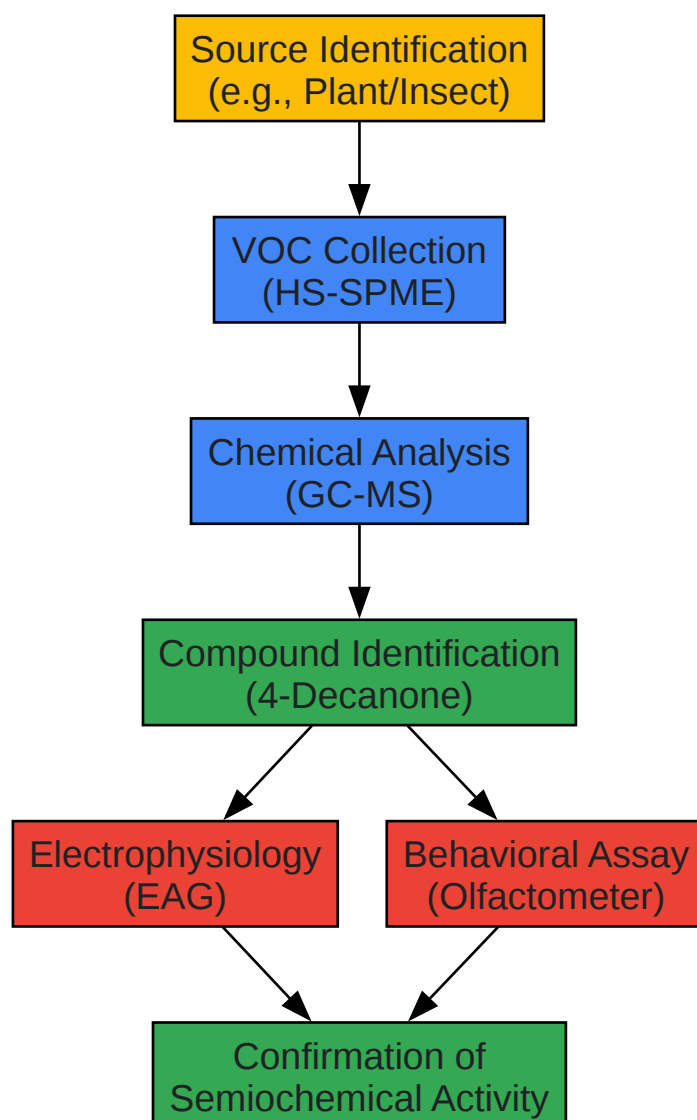 Source Identification
(e.g., Plant/Insect)
VOC Collection
(HS-SPME)
Chemical Analysis
(GC-MS)
Compound Identification
(4-Decanone)
Electrophysiology
(EAG)
Behavioral Assay
(Olfactometer)
Confirmation of
Semiochemical Activity